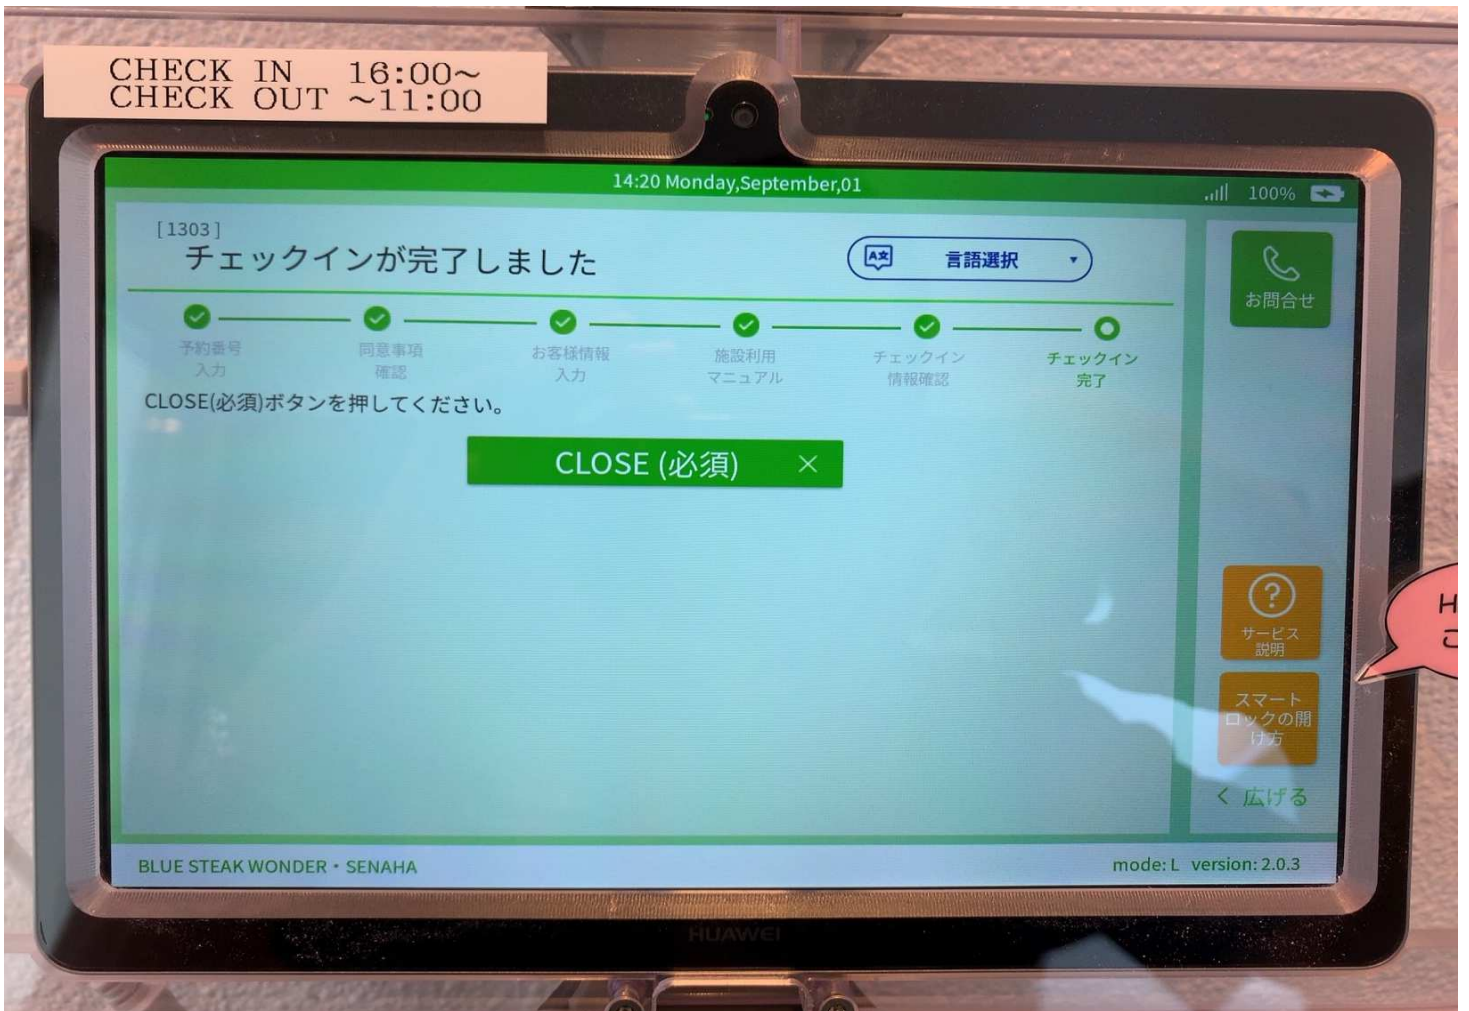 CHECK IN 16:00~
CHECK OUT ~11:00
14:20 Monday,September,01
100%
[1303]
チェックインが完了しました
言語選択
お問合せ
予約番号
入力
同意事項
確認
お客様情報
入力
施設利用
マニュアル
チェックイン
情報確認
チェックイン
完了
CLOSE(必須)ボタンを押してください。
CLOSE (必須) ×
サービス
説明
スマート
ロックの開
け方
< 広げる
BLUE STEAK WONDER・SENAHA
mode: L version: 2.0.3
HUAWEI